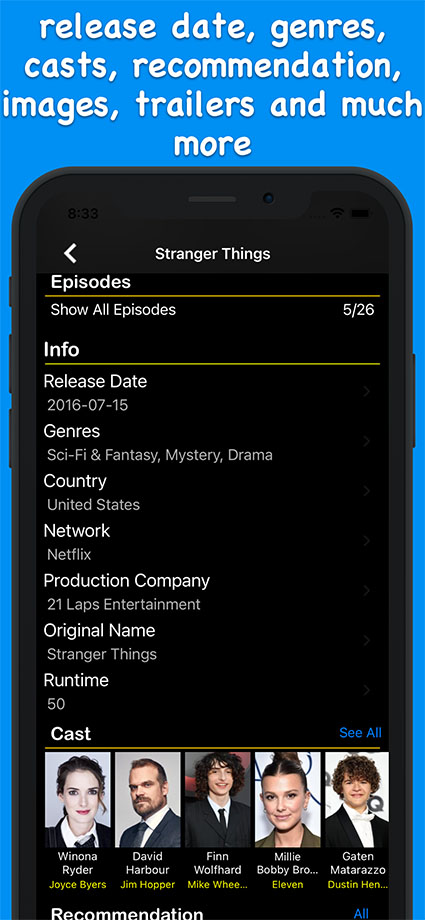 release date, genres,
casts, recommendation,
images, trailers and much
more
8:33
Stranger Things
Episodes
Show All Episodes 5/26
Info
Release Date
2016-07-15
Genres
Sci-Fi & Fantasy, Mystery, Drama
Country
United States
Network
Netflix
Production Company
21 Laps Entertainment
Original Name
Stranger Things
Runtime
50
Cast See All
Winona Ryder
Joyce Byers
David Harbour
Jim Hopper
Finn Wolfhard
Mike Whee...
Millie Bobby Bro...
Eleven
Gaten Matarazzo
Dustin Hen...
Recommendation All